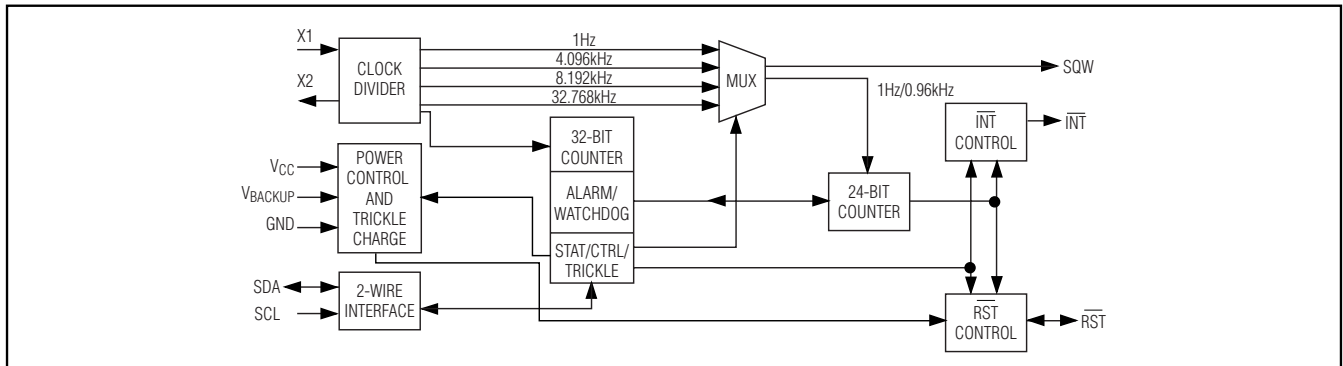 X1
X2
CLOCK
DIVIDER
1Hz
4.096kHz
8.192kHz
32.768kHz
MUX
SQW
1Hz/0.96kHz
INT
CONTROL
INT
32-BIT
COUNTER
ALARM/
WATCHDOG
STAT/CTRL/
TRICKLE
24-BIT
COUNTER
VCC
VBACKUP
GND
POWER
CONTROL
AND
TRICKLE
CHARGE
SDA
SCL
2-WIRE
INTERFACE
RST
CONTROL
RST